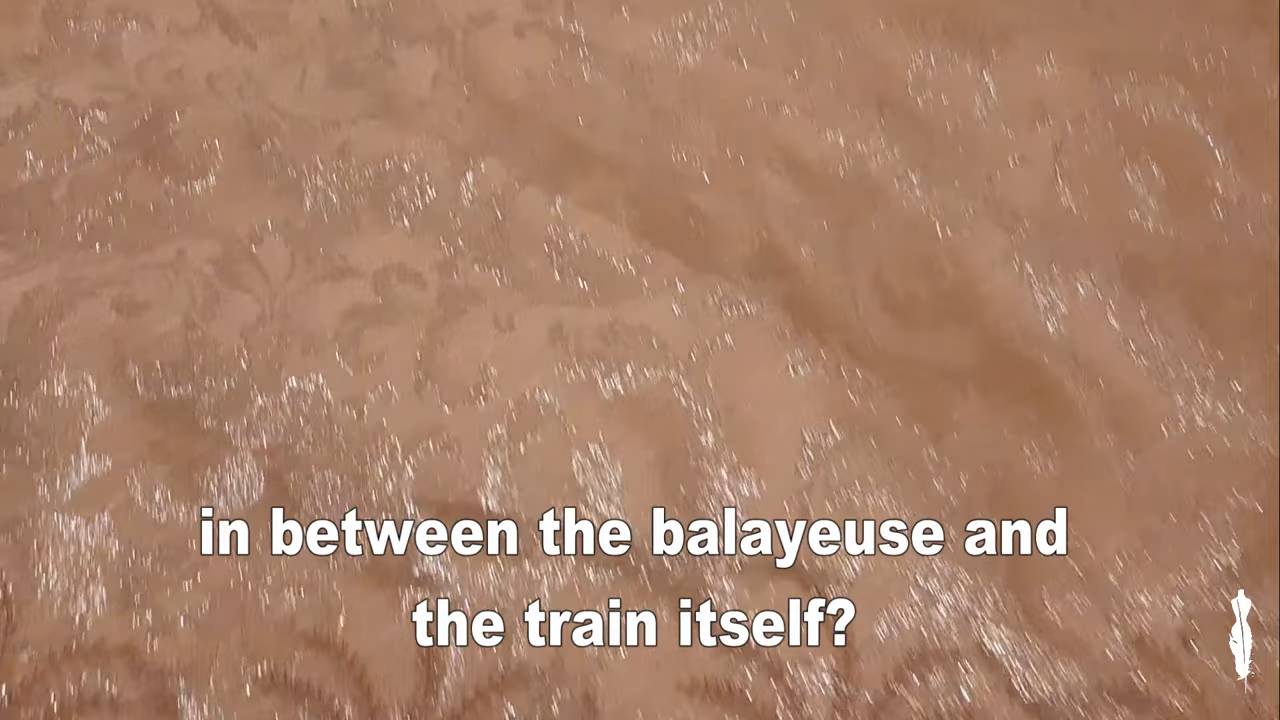 in between the balayeuse and
the train itself?